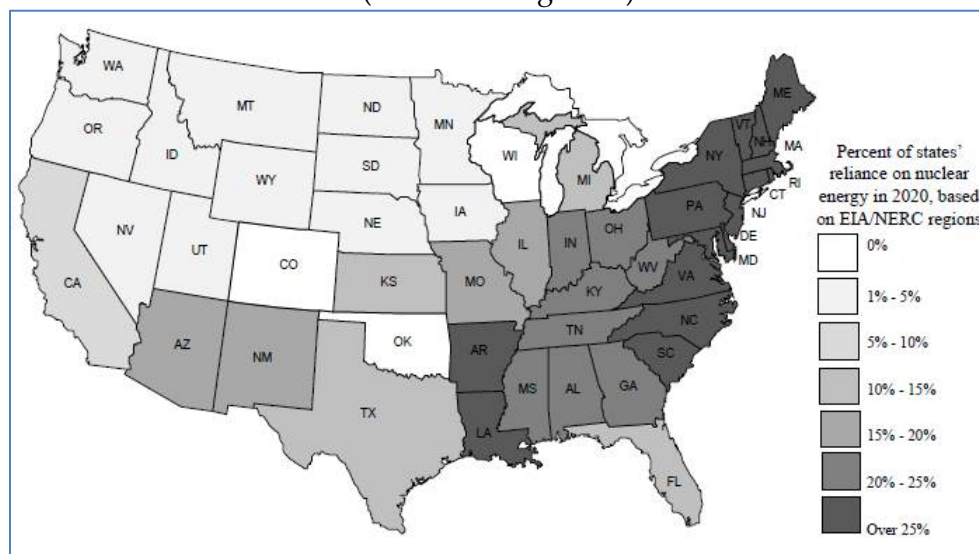 WA
MT
ND
MN
ME
OR
ID
SD
WI
VT
NH
MA
NY
WY
MI
RI
CT
IA
PA
NJ
NE
NV
UT
CO
IL
IN
OH
DE
MD
WV
VA
CA
KS
MO
KY
NC
TN
AZ
NM
OK
AR
SC
MS
AL
GA
TX
LA
FL
Percent of states'
reliance on nuclear
energy in 2020, based
on EIA/NERC regions
0%
1% - 5%
5% - 10%
10% - 15%
15% - 20%
20% - 25%
Over 25%